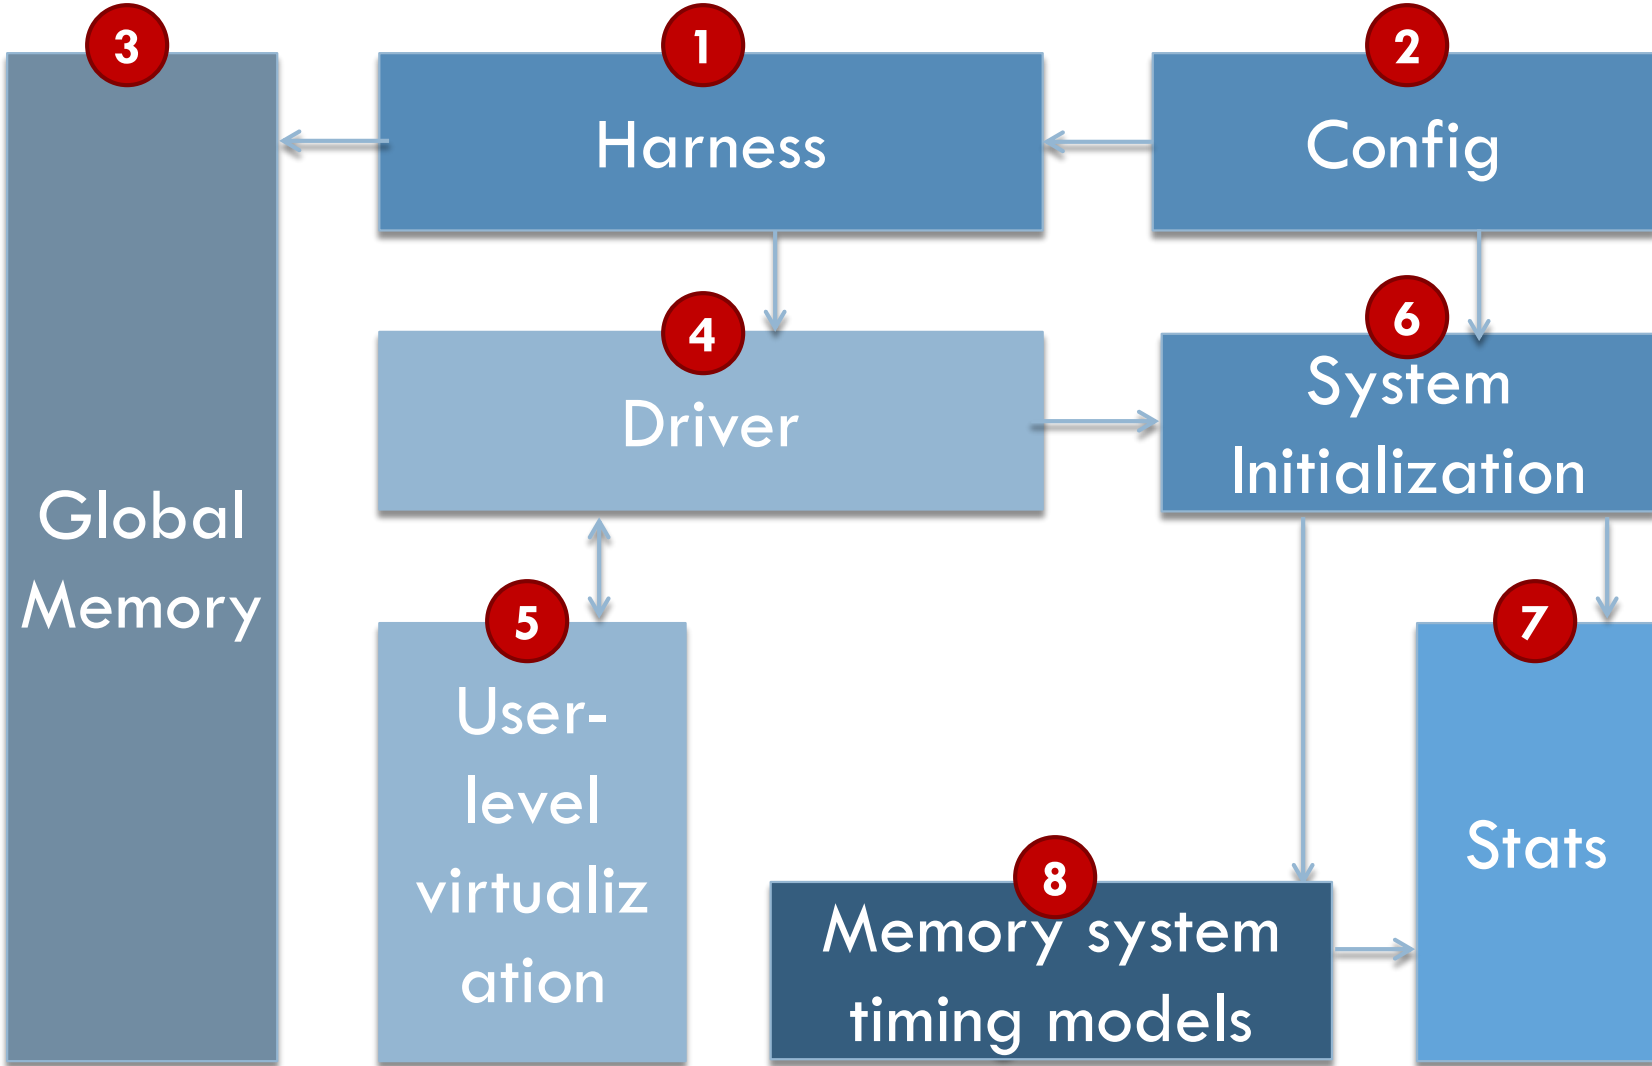 3
1
2
Harness
Config
4
6
Driver
System
Initialization
Global
Memory
5
7
User-
level
virtualiz
ation
Stats
8
Memory system
timing models